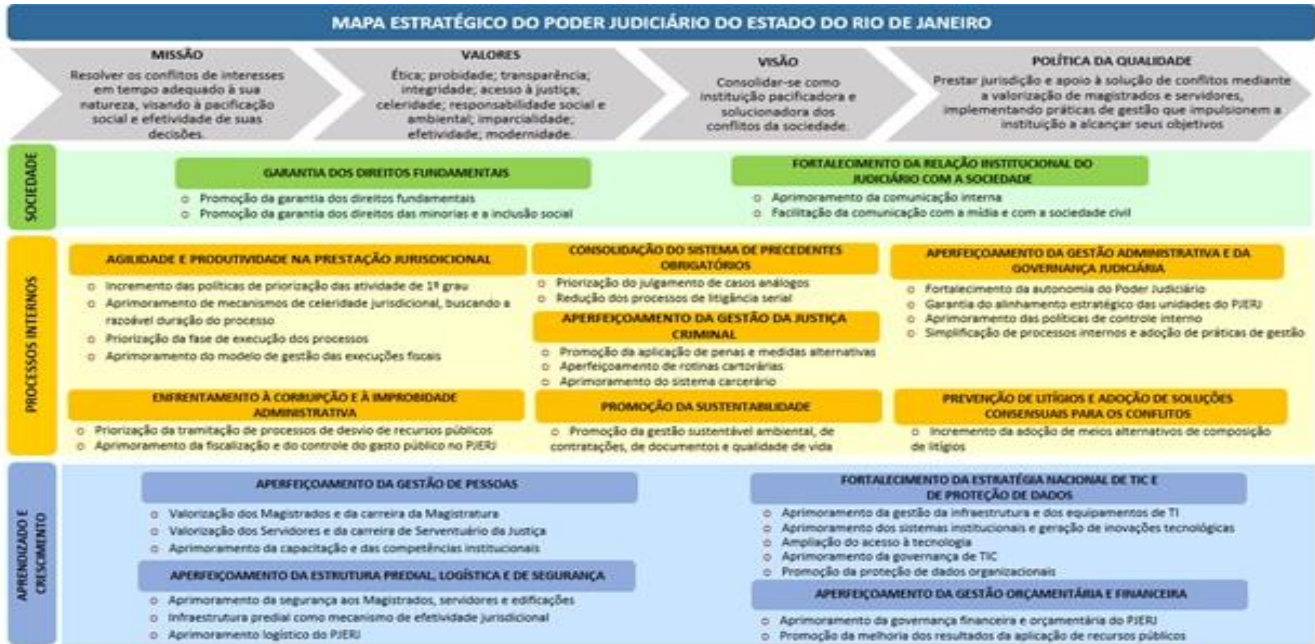 MAPA ESTRATÉGICO DO PODER JUDICIÁRIO DO ESTADO DO RIO DE JANEIRO
MISSÃO
Resolver os conflitos de interesses
em tempo adequado à sua
natureza, visando à pacificação
social e efetividade de suas
decisões.
VALORES
Ética; probidade; transparência;
integridade; acesso à justiça;
celeridade; responsabilidade social e
ambiental; imparcialidade;
efetividade; modernidade.
VISÃO
Consolidar-se como
instituição pacificadora e
solucionadora dos
conflitos da sociedade.
POLÍTICA DA QUALIDADE
Prestar jurisdição e apoio à solução de conflitos mediante
a valorização de magistrados e servidores,
implementando práticas de gestão que impulsionem a
instituição a alcançar seus objetivos
SOCIEDADE
GARANTIA DOS DIREITOS FUNDAMENTAIS
o Promoção da garantia dos direitos fundamentais
o Promoção da garantia dos direitos das minorias e a inclusão social
FORTALECIMENTO DA RELAÇÃO INSTITUCIONAL DO
JUDICIÁRIO COM A SOCIEDADE
o Aprimoramento da comunicação interna
o Facilitação da comunicação com a mídia e com a sociedade civil
PROCESSOS INTERNOS
AGILIDADE E PRODUTIVIDADE NA PRESTAÇÃO JURISDICIONAL
o Incremento das políticas de priorização das atividade de 1º grau
o Aprimoramento de mecanismos de celeridade jurisdicional, buscando a
razoável duração do processo
o Priorização da fase de execução dos processos
o Aprimoramento do modelo de gestão das execuções fiscais
CONSOLIDAÇÃO DO SISTEMA DE PRECEDENTES
OBRIGATÓRIOS
o Priorização do julgamento de casos análogos
o Redução dos processos de litigância serial
APERFEIÇOAMENTO DA GESTÃO DA JUSTIÇA
CRIMINAL
o Promoção da aplicação de penas e medidas alternativas
o Aperfeiçoamento de rotinas cartorárias
o Aprimoramento do sistema carcerário
APERFEIÇOAMENTO DA GESTÃO ADMINISTRATIVA E DA
GOVERNANÇA JUDICIÁRIA
o Fortalecimento da autonomia do Poder Judiciário
o Garantia do alinhamento estratégico das unidades do PJERJ
o Aprimoramento das políticas de controle interno
o Simplificação de processos internos e adoção de práticas de gestão
ENFRENTAMENTO À CORRUPÇÃO E À IMPROBIDADE
ADMINISTRATIVA
o Priorização da tramitação de processos de desvio de recursos públicos
o Aprimoramento da fiscalização e do controle do gasto público no PJERJ
PROMOÇÃO DA SUSTENTABILIDADE
o Promoção da gestão sustentável ambiental, de
contratações, de documentos e qualidade de vida
PREVENÇÃO DE LITÍGIOS E ADOÇÃO DE SOLUÇÕES
CONSENSUAIS PARA OS CONFLITOS
o Incremento da adoção de meios alternativos de composição
de litígios
APRENDIZADO E
CRESCIMENTO
APERFEIÇOAMENTO DA GESTÃO DE PESSOAS
o Valorização dos Magistrados e da carreira da Magistratura
o Valorização dos Servidores e da carreira de Serventuário da Justiça
o Aprimoramento da capacitação e das competências institucionais
APERFEIÇOAMENTO DA ESTRUTURA PREDIAL, LOGÍSTICA E DE SEGURANÇA
o Aprimoramento da segurança aos Magistrados, servidores e edificações
o Infraestrutura predial como mecanismo de efetividade jurisdicional
o Aprimoramento logístico do PJERJ
FORTALECIMENTO DA ESTRATÉGIA NACIONAL DE TIC E
DE PROTEÇÃO DE DADOS
o Aprimoramento da gestão da infraestrutura e dos equipamentos de TI
o Aprimoramento dos sistemas institucionais e geração de inovações tecnológicas
o Ampliação do acesso à tecnologia
o Aprimoramento da governança de TIC
o Promoção da proteção de dados organizacionais
APERFEIÇOAMENTO DA GESTÃO ORÇAMENTÁRIA E FINANCEIRA
o Aprimoramento da governança financeira e orçamentária do PJERJ
o Promoção da melhoria dos resultados da aplicação de recursos públicos